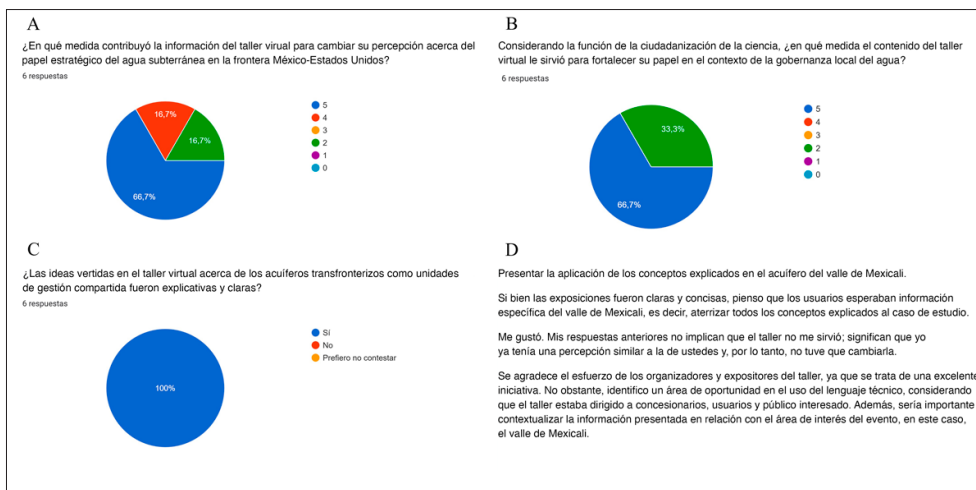 A
¿En qué medida contribuyó la información del taller virual para cambiar su percepción acerca del
papel estratégico del agua subterránea en la frontera México-Estados Unidos?
6 respuestas
16,7%
16,7%
66,7%
5
4
3
2
1
0
B
Considerando la función de la ciudadanización de la ciencia, ¿en qué medida el contenido del taller
virtual le sirvió para fortalecer su papel en el contexto de la gobernanza local del agua?
6 respuestas
33,3%
66,7%
5
4
3
2
1
0
C
¿Las ideas vertidas en el taller virtual acerca de los acuíferos transfronterizos como unidades
de gestión compartida fueron explicativas y claras?
6 respuestas
100%
Sí
No
Prefiero no contestar
D
Presentar la aplicación de los conceptos explicados en el acuífero del valle de Mexicali.
Si bien las exposiciones fueron claras y concisas, pienso que los usuarios esperaban información
específica del valle de Mexicali, es decir, aterrizar todos los conceptos explicados al caso de estudio.
Me gustó. Mis respuestas anteriores no implican que el taller no me sirvió; significan que yo
ya tenía una percepción similar a la de ustedes y, por lo tanto, no tuve que cambiarla.
Se agradece el esfuerzo de los organizadores y expositores del taller, ya que se trata de una excelente
iniciativa. No obstante, identifico un área de oportunidad en el uso del lenguaje técnico, considerando
que el taller estaba dirigido a concesionarios, usuarios y público interesado. Además, sería importante
contextualizar la información presentada en relación con el área de interés del evento, en este caso,
el valle de Mexicali.